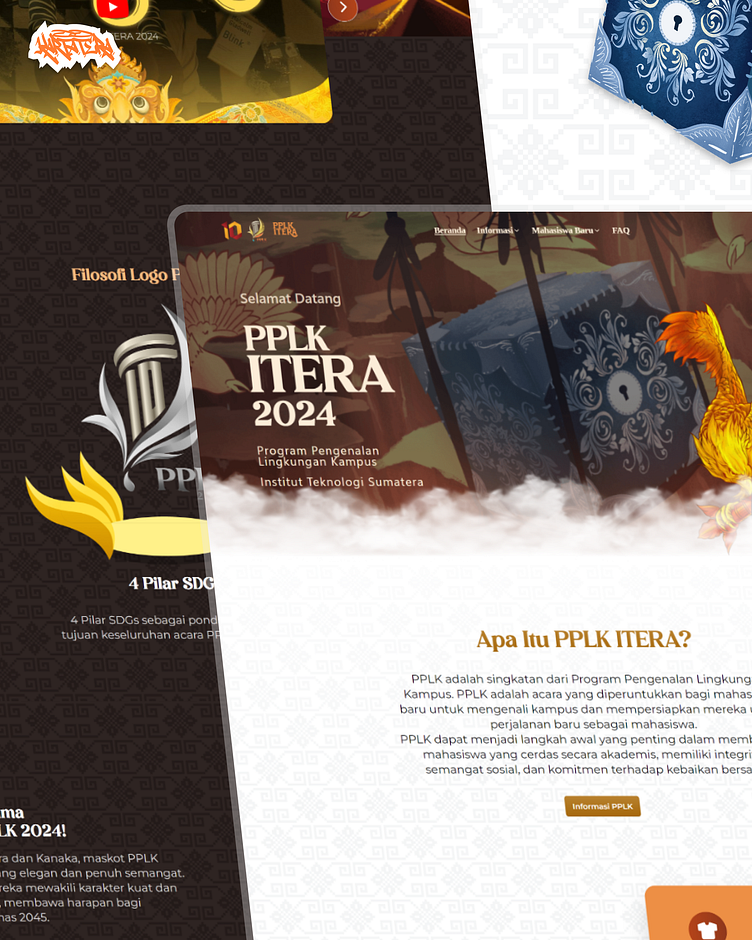 ERA 2024
Blink"
PPLK
ITERA
Beranda
Informasi
Mahasiswa Baru
FAQ
Filosofi Logo P
Selamat Datang
PPLK
ITERA
2024
Program Pengenalan
Lingkungan Kampus
Institut Teknologi Sumatera
PPL
4 Pilar SDG
4 Pilar SDGs sebagai pond
tujuan keseluruhan acara PP
Apa Itu PPLK ITERA?
PPLK adalah singkatan dari Program Pengenalan Lingkung
Kampus. PPLK adalah acara yang diperuntukkan bagi mahas
baru untuk mengenali kampus dan mempersiapkan mereka u
perjalanan baru sebagai mahasiswa.
PPLK dapat menjadi langkah awal yang penting dalam memb
mahasiswa yang cerdas secara akademis, memiliki integri
semangat sosial, dan komitmen terhadap kebaikan bersa
Informasi PPLK
ma
LK 2024!
ra dan Kanaka, maskot PPLK
ng elegan dan penuh semangat.
reka mewakili karakter kuat dan
, membawa harapan bagi
mas 2045.